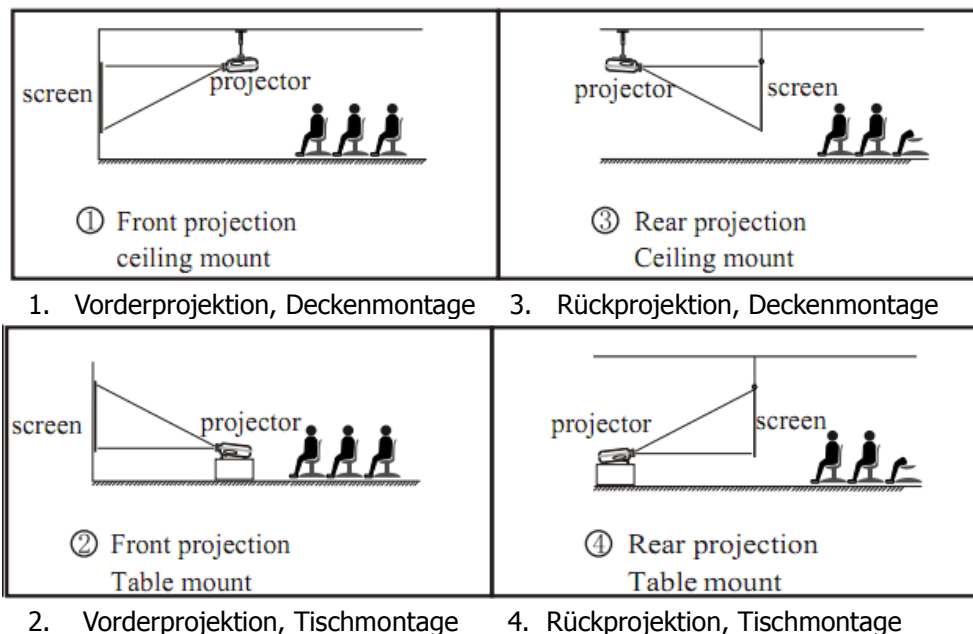 screen
projector
① Front projection
ceiling mount
projector
screen
③ Rear projection
Ceiling mount
1. Vorderprojektion, Deckenmontage
3. Rückprojektion, Deckenmontage
screen
projector
② Front projection
Table mount
projector
screen
④ Rear projection
Table mount
2. Vorderprojektion, Tischmontage
4. Rückprojektion, Tischmontage